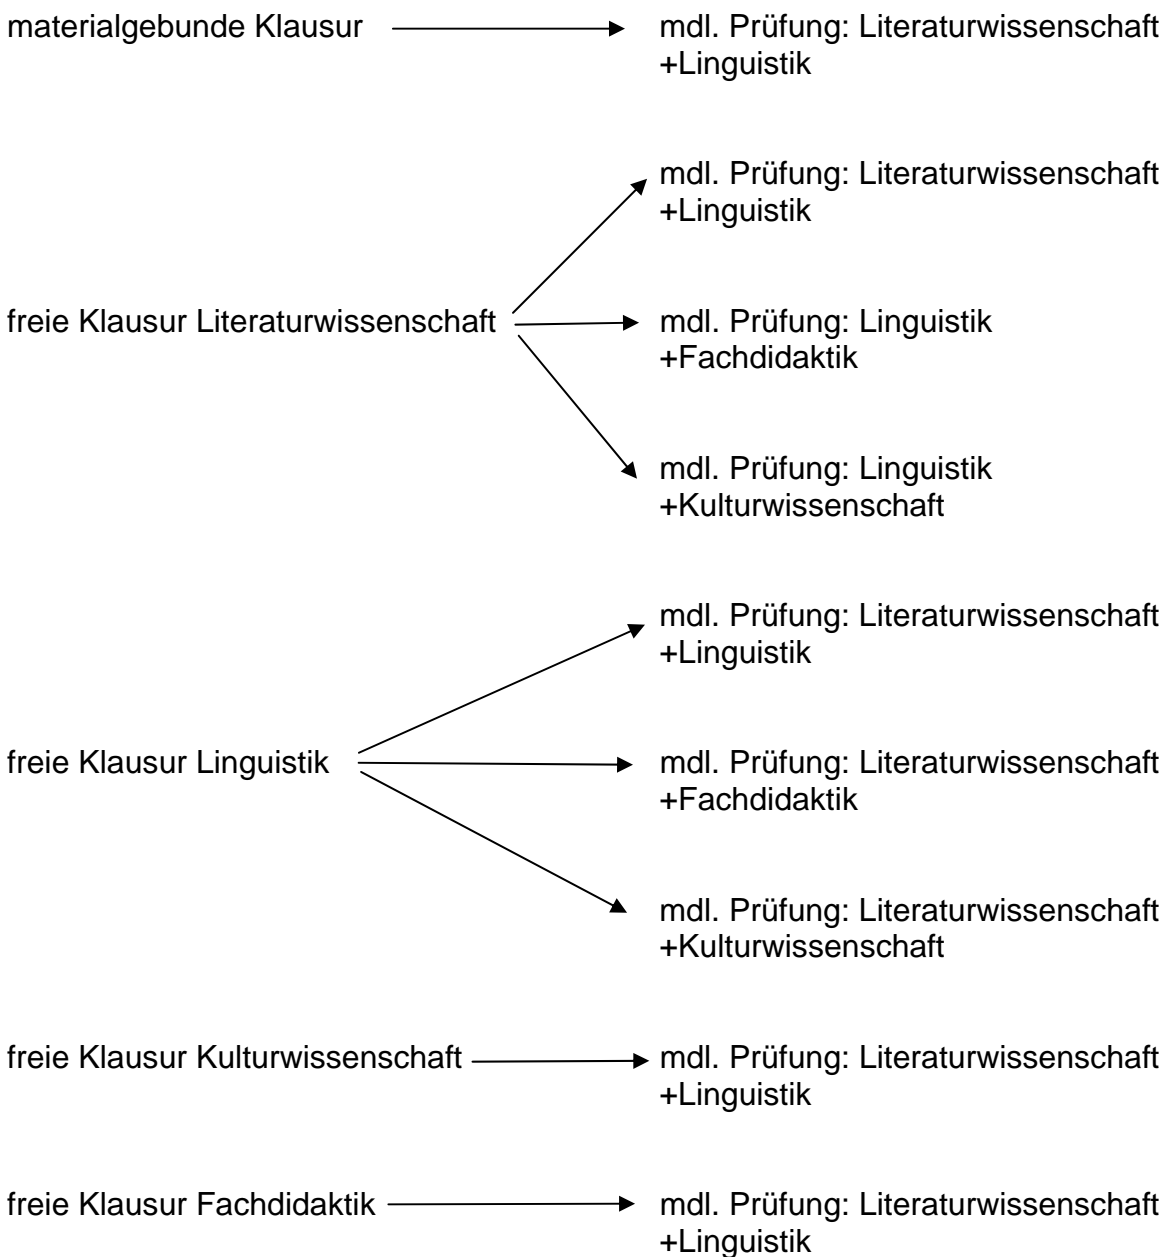 materialgebunde Klausur
mdl. Prüfung: Literaturwissenschaft
+Linguistik
mdl. Prüfung: Literaturwissenschaft
+Linguistik
freie Klausur Literaturwissenschaft
mdl. Prüfung: Linguistik
+Fachdidaktik
mdl. Prüfung: Linguistik
+Kulturwissenschaft
mdl. Prüfung: Literaturwissenschaft
+Linguistik
freie Klausur Linguistik
mdl. Prüfung: Literaturwissenschaft
+Fachdidaktik
mdl. Prüfung: Literaturwissenschaft
+Kulturwissenschaft
freie Klausur Kulturwissenschaft
mdl. Prüfung: Literaturwissenschaft
+Linguistik
freie Klausur Fachdidaktik
mdl. Prüfung: Literaturwissenschaft
+Linguistik